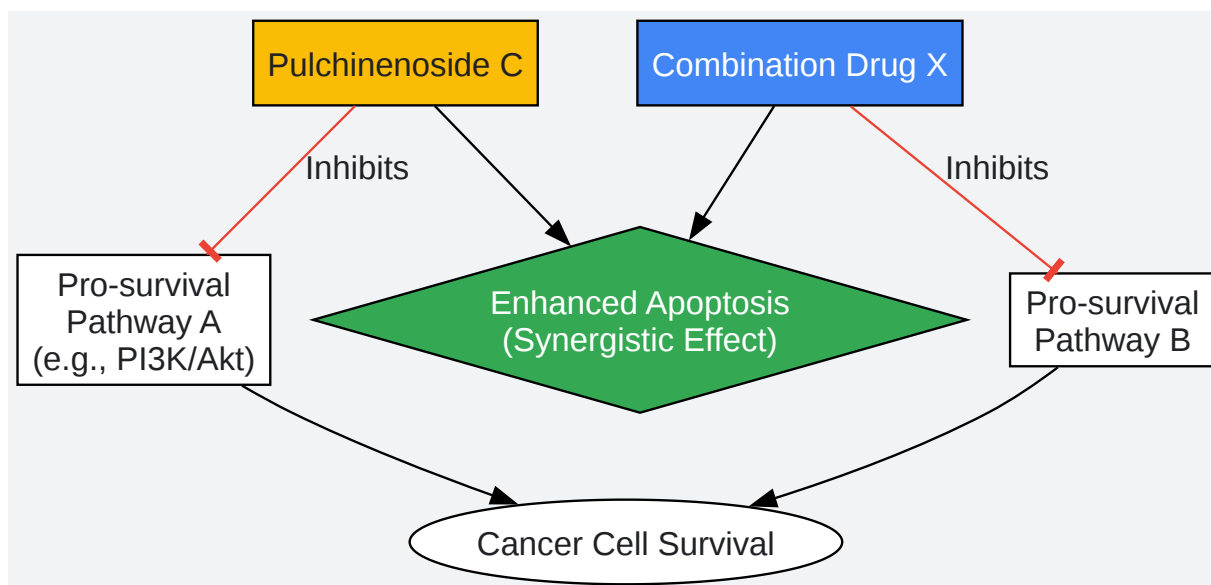 Pulchinenoside C
Combination Drug X
Inhibits
Inhibits
Pro-survival
Pathway A
(e.g., PI3K/Akt)
Enhanced Apoptosis
(Synergistic Effect)
Pro-survival
Pathway B
Cancer Cell Survival